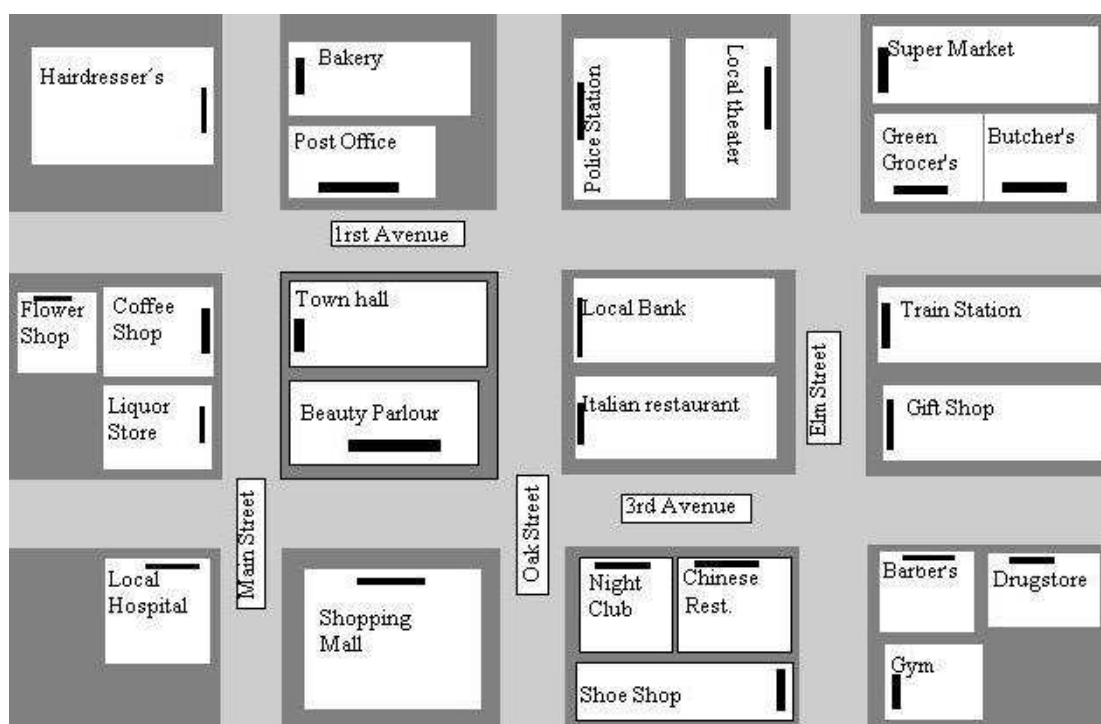 Hairdresser´s
Bakery
Post Office
Police Station
Local theater
Super Market
Green
Grocer's
Butcher's
1rst Avenue
Flower
Shop
Coffee
Shop
Liquor
Store
Town hall
Beauty Parlour
Local Bank
Italian restaurant
Elm Street
Train Station
Gift Shop
Main Street
Oak Street
3rd Avenue
Local
Hospital
Shopping
Mall
Night
Club
Chinese
Rest.
Shoe Shop
Barber's
Drugstore
Gym